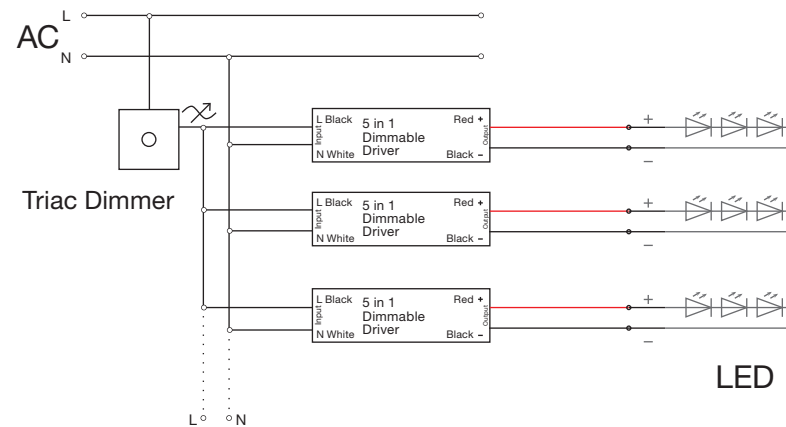 L
AC
N
Triac Dimmer
L Black
Input
N White
5 in 1
Dimmable
Driver
Red +
Output
Black –
+
–
L Black
Input
N White
5 in 1
Dimmable
Driver
Red +
Output
Black –
+
–
L Black
Input
N White
5 in 1
Dimmable
Driver
Red +
Output
Black –
+
–
LED
L
N